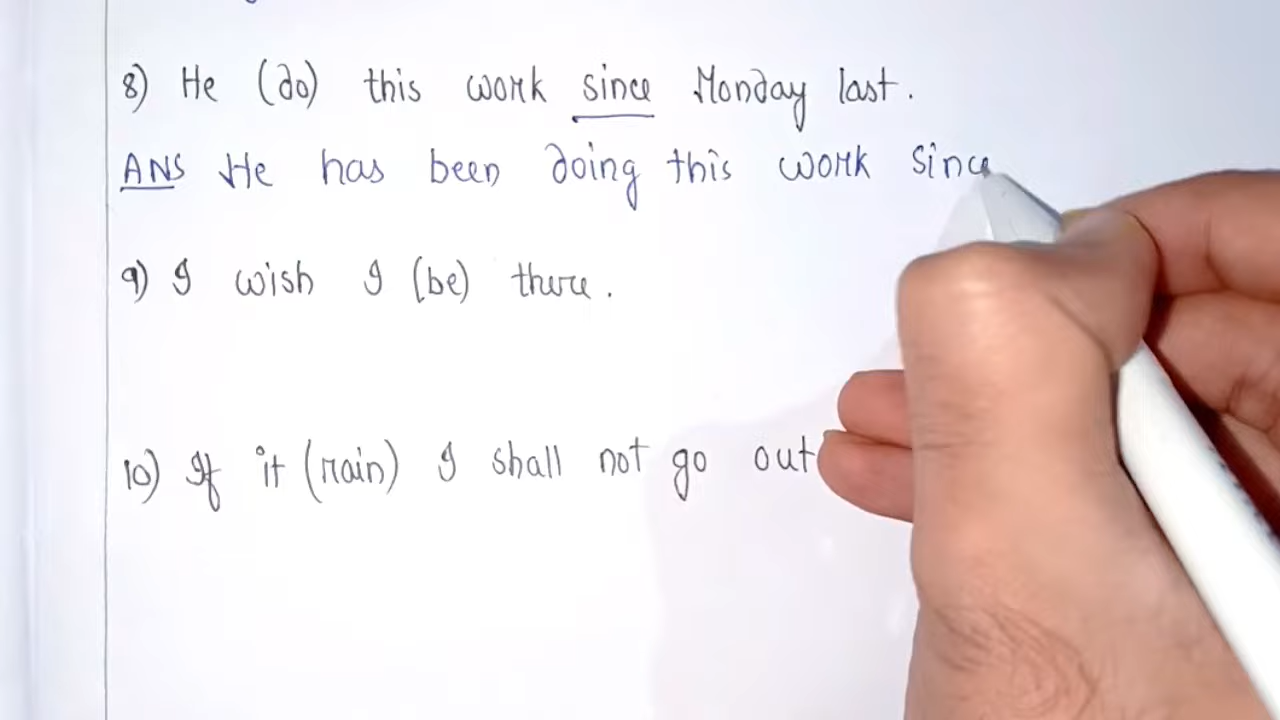 8) He (do) this work since Monday last.
ANS He has been doing this work since
9) I wish I (be) there.
10) If it (rain) I shall not go out